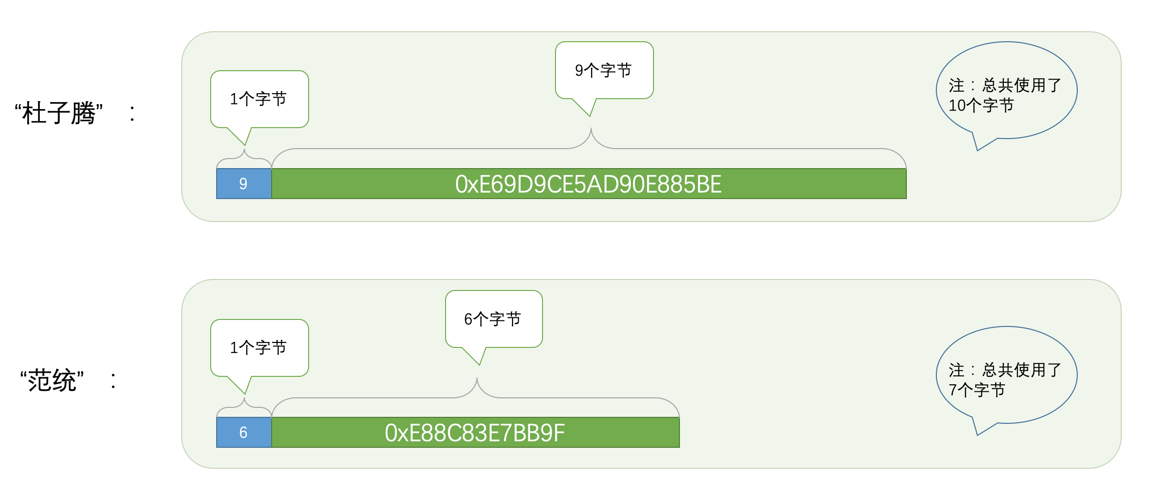 9个字节
注：总共使用了
10个字节
1个字节
“杜子腾” ：
9
0xE69D9CE5AD90E885BE
6个字节
1个字节
注：总共使用了
7个字节
“范统” ：
6
0xE88C83E7BB9F